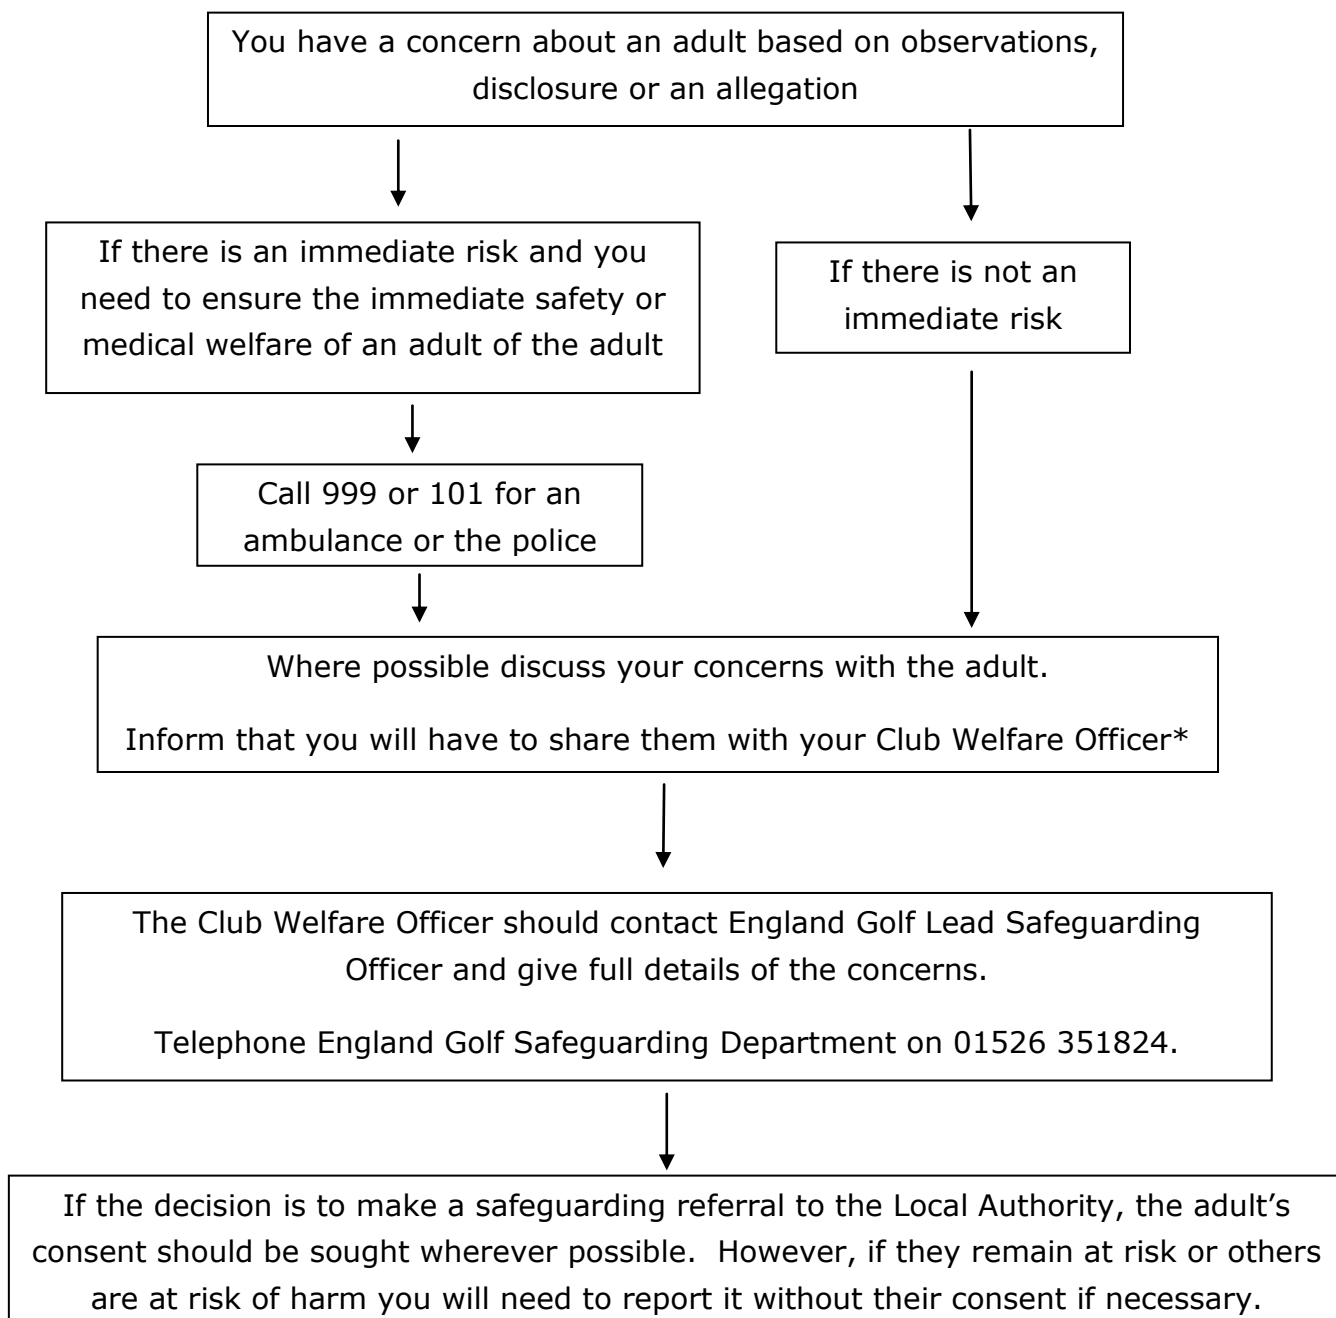 You have a concern about an adult based on observations,
disclosure or an allegation
If there is an immediate risk and you
need to ensure the immediate safety or
medical welfare of an adult of the adult
If there is not an
immediate risk
Call 999 or 101 for an
ambulance or the police
Where possible discuss your concerns with the adult.
Inform that you will have to share them with your Club Welfare Officer*
The Club Welfare Officer should contact England Golf Lead Safeguarding
Officer and give full details of the concerns.
Telephone England Golf Safeguarding Department on 01526 351824.
If the decision is to make a safeguarding referral to the Local Authority, the adult’s
consent should be sought wherever possible.  However, if they remain at risk or others
are at risk of harm you will need to report it without their consent if necessary.